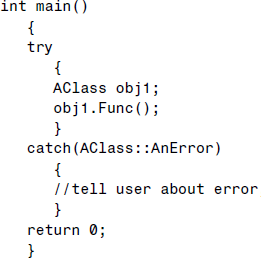 int main()
{
try
{
AClass obj1;
obj1.Func();
}
catch(AClass::AnError)
{
//tell user about error
}
return 0;
}